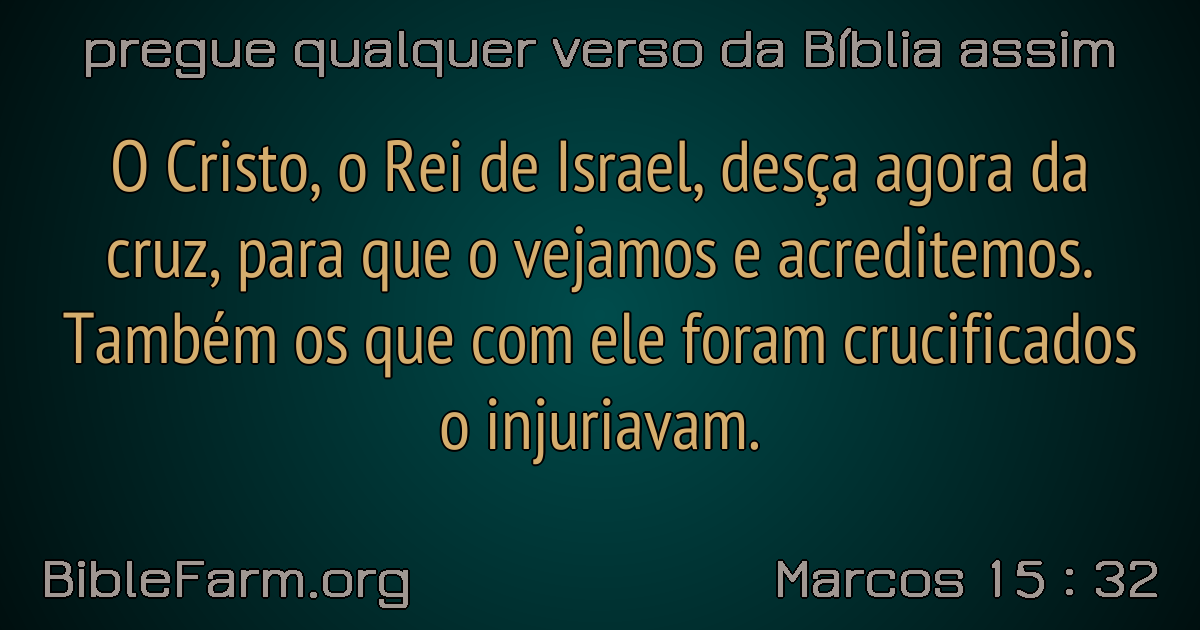 pregue qualquer verso da Bíblia assim
O Cristo, o Rei de Israel, desça agora da
cruz, para que o vejamos e acreditemos.
Também os que com ele foram crucificados
o injuriavam.
BibleFarm.org
Marcos 15 : 32